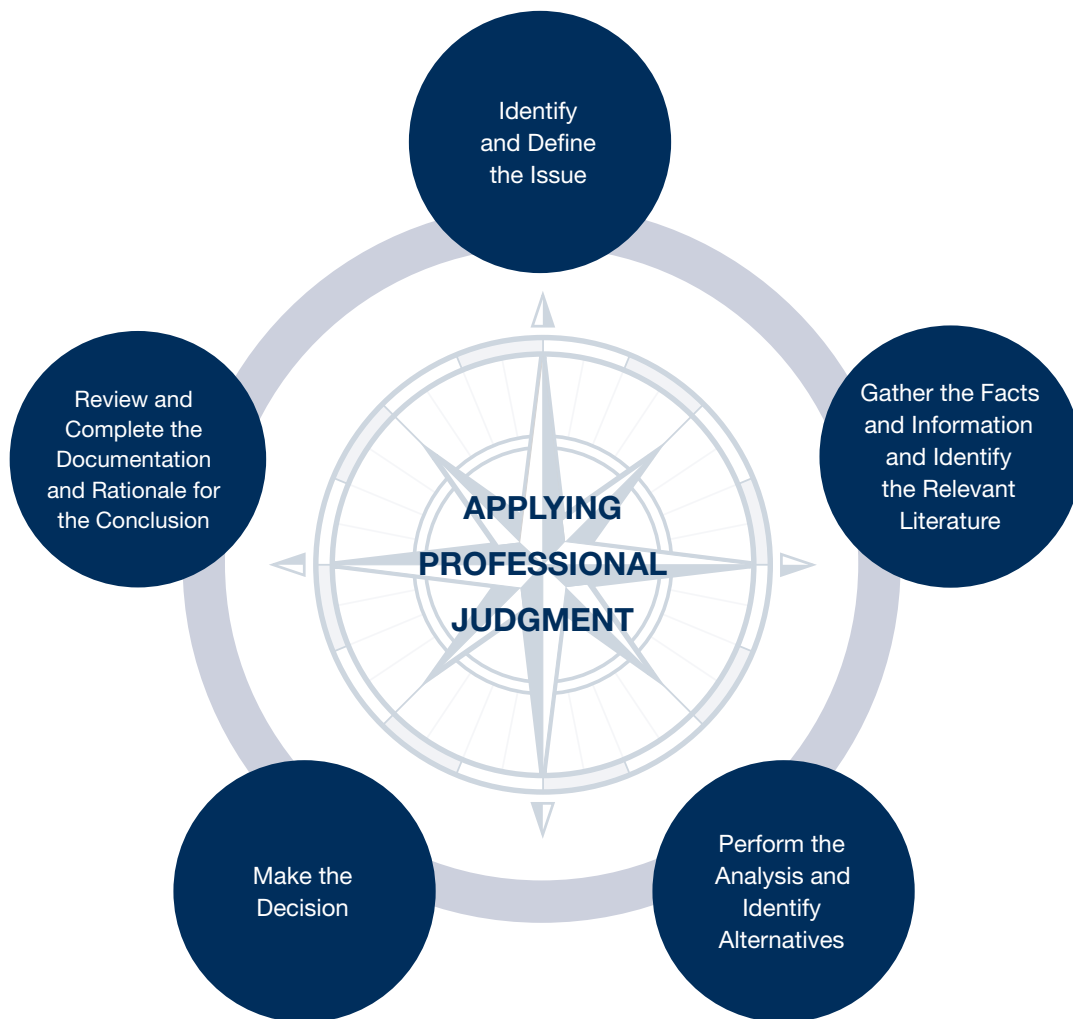 Identify
and Define
the Issue
Gather the Facts
and Information
and Identify
the Relevant
Literature
Perform the
Analysis and
Identify
Alternatives
Make the
Decision
Review and
Complete the
Documentation
and Rationale for
the Conclusion
APPLYING
PROFESSIONAL
JUDGMENT